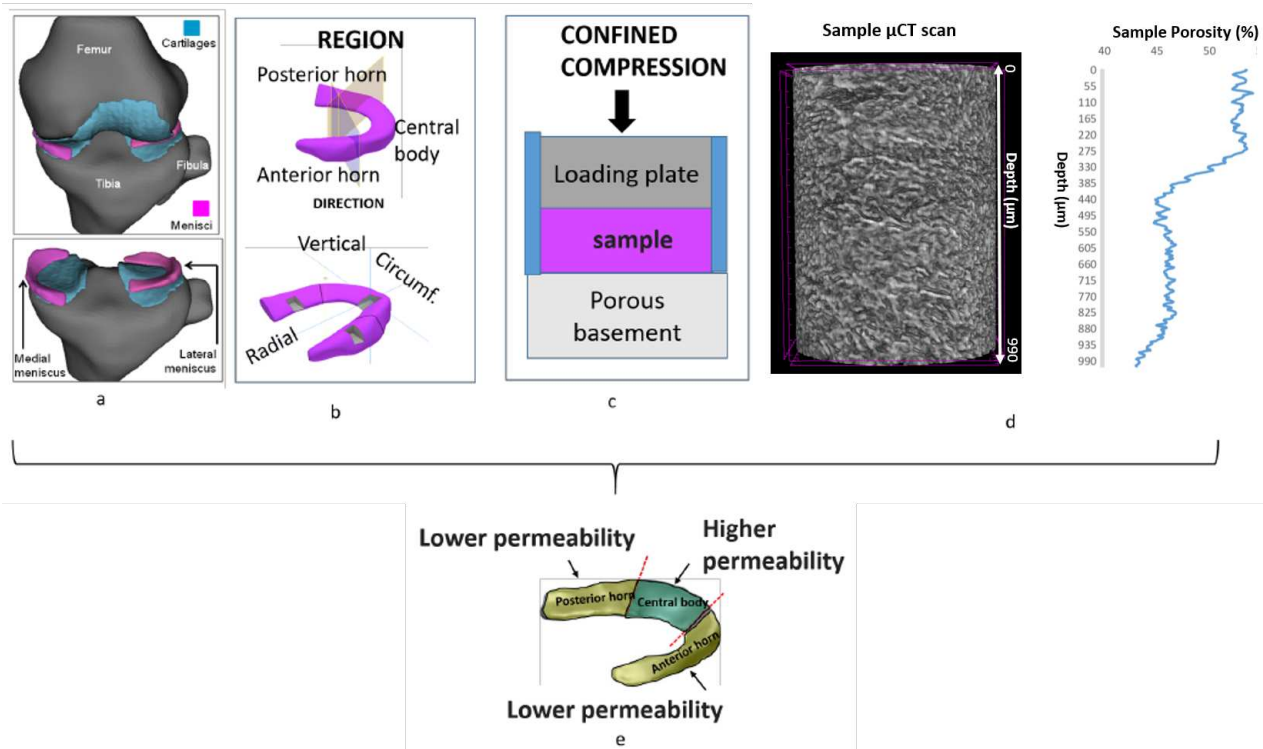 Cartilages
Femur
Fibula
Tibia
Menisci
Medial
meniscus
Lateral
meniscus
a
REGION
Posterior horn
Central
body
Anterior horn
DIRECTION
Vertical
Circumf.
Radial
b
CONFINED
COMPRESSION
Loading plate
sample
Porous
basement
c
Sample µCT scan
0
Depth (µm)
990
Sample Porosity (%)
40 45 50
Depth (µm)
0
55
110
165
220
275
330
385
440
495
550
605
660
715
770
825
880
935
990
d
Lower permeability
Higher
permeability
Posterior horn
Central body
Anterior horn
Lower permeability
e